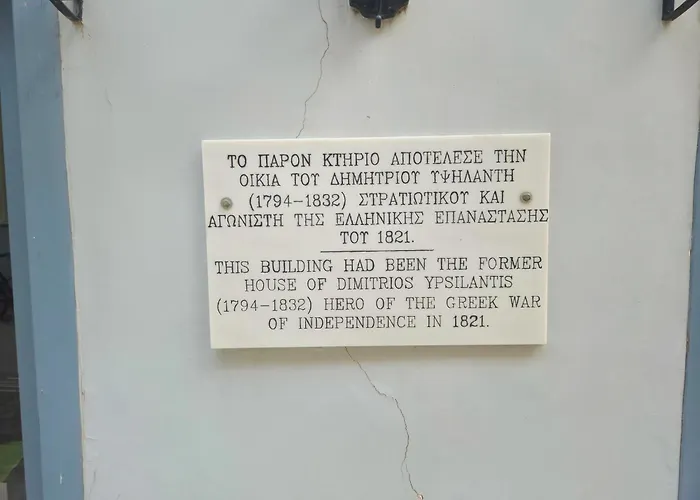 ΤΟ ΠΑΡΟΝ ΚΤΗΡΙΟ ΑΠΟΤΕΛΕΣΕ ΤΗΝ
ΟΙΚΙΑ ΤΟΥ ΔΗΜΗΤΡΙΟΥ ΥΨΗΛΑΝΤΗ
(1794-1832) ΣΤΡΑΤΙΩΤΙΚΟΥ ΚΑΙ
ΑΓΩΝΙΣΤΗ ΤΗΣ ΕΛΛΗΝΙΚΗΣ ΕΠΑΝΑΣΤΑΣΗΣ
ΤΟΥ 1821.
THIS BUILDING HAD BEEN THE FORMER
HOUSE OF DIMITRIOS YPSILANTIS
(1794-1832) HERO OF THE GREEK WAR
OF INDEPENDENCE IN 1821.